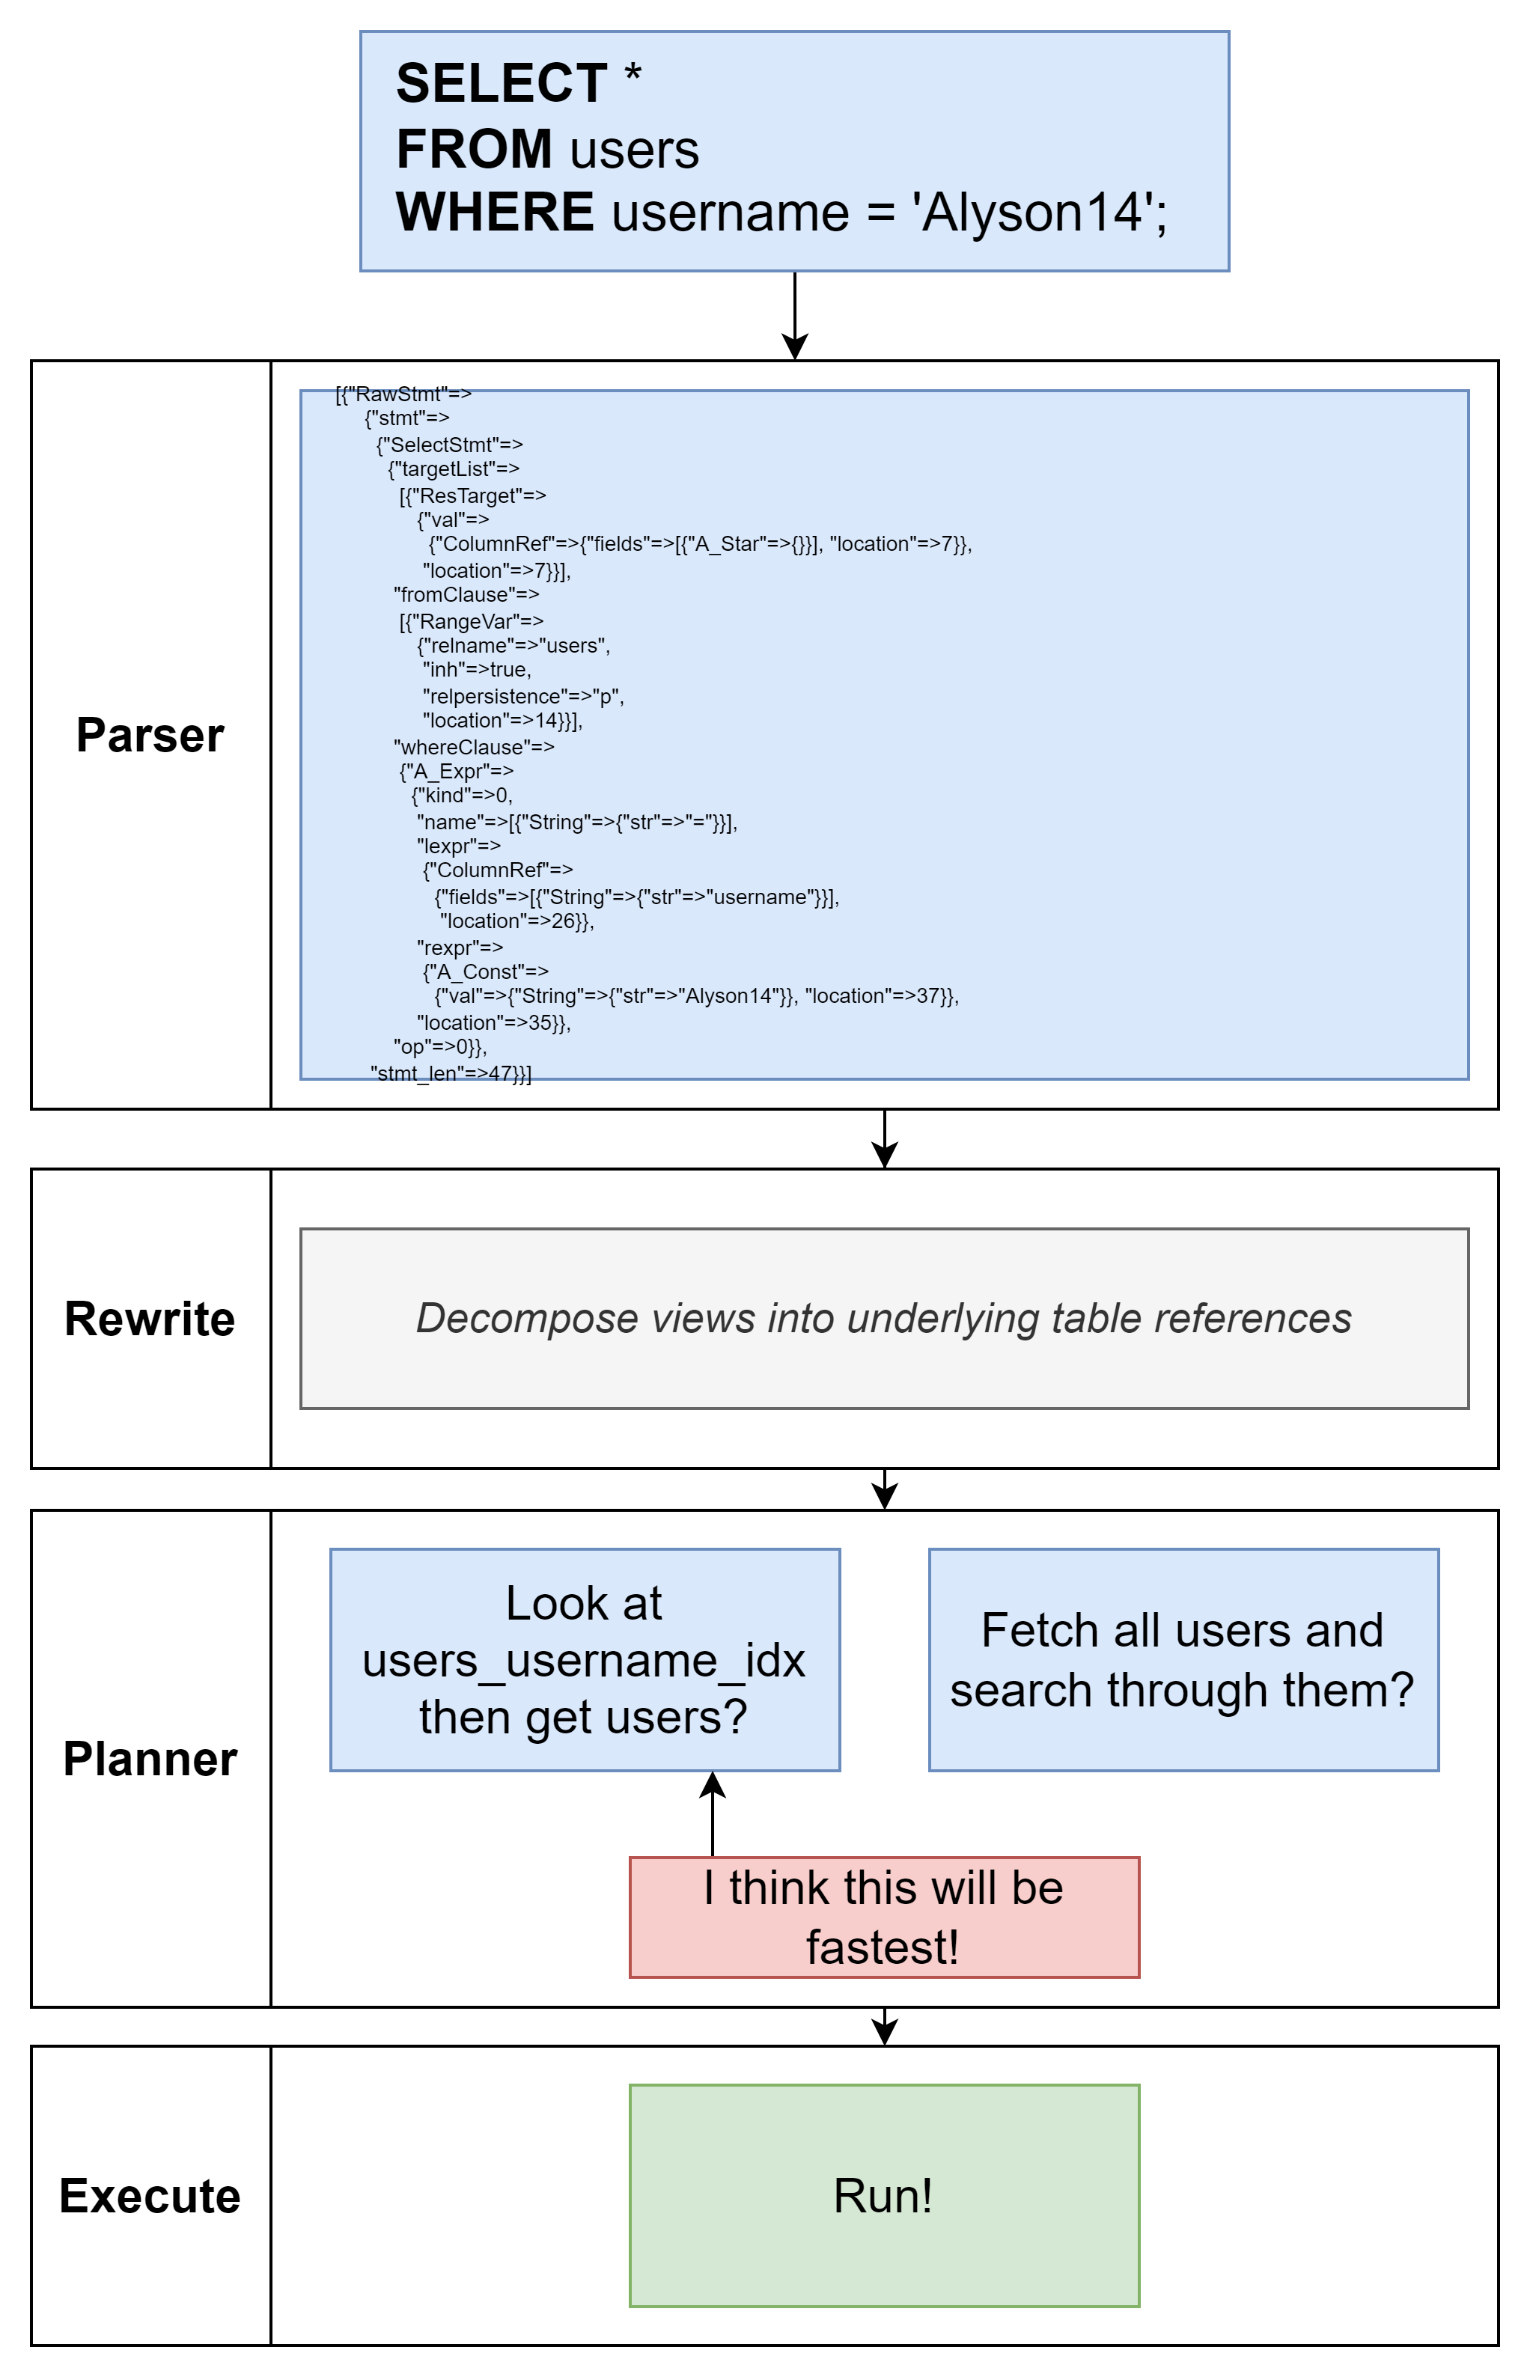 SELECT *
FROM users
WHERE username = 'Alyson14';
Parser
[{"RawStmt"=>
{"stmt"=>
{"SelectStmt"=>
{"targetList"=>
[{"ResTarget"=>
{"val"=>
{"ColumnRef"=>{"fields"=>[{"A_Star"=>{}}], "location"=>7}},
"location"=>7}}],
"fromClause"=>
[{"RangeVar"=>
{"relname"=>"users",
"inh"=>true,
"relpersistence"=>"p",
"location"=>14}}],
"whereClause"=>
{"A_Expr"=>
{"kind"=>0,
"name"=>[{"String"=>{"str"=>"="}}],
"lexpr"=>
{"ColumnRef"=>
{"fields"=>[{"String"=>{"str"=>"username"}}],
"location"=>26}},
"rexpr"=>
{"A_Const"=>
{"val"=>{"String"=>{"str"=>"Alyson14"}}, "location"=>37}},
"location"=>35}},
"op"=>0}},
"stmt_len"=>47}}]
Rewrite
Decompose views into underlying table references
Planner
Look at
users_username_idx
then get users?
Fetch all users and
search through them?
I think this will be
fastest!
Execute
Run!